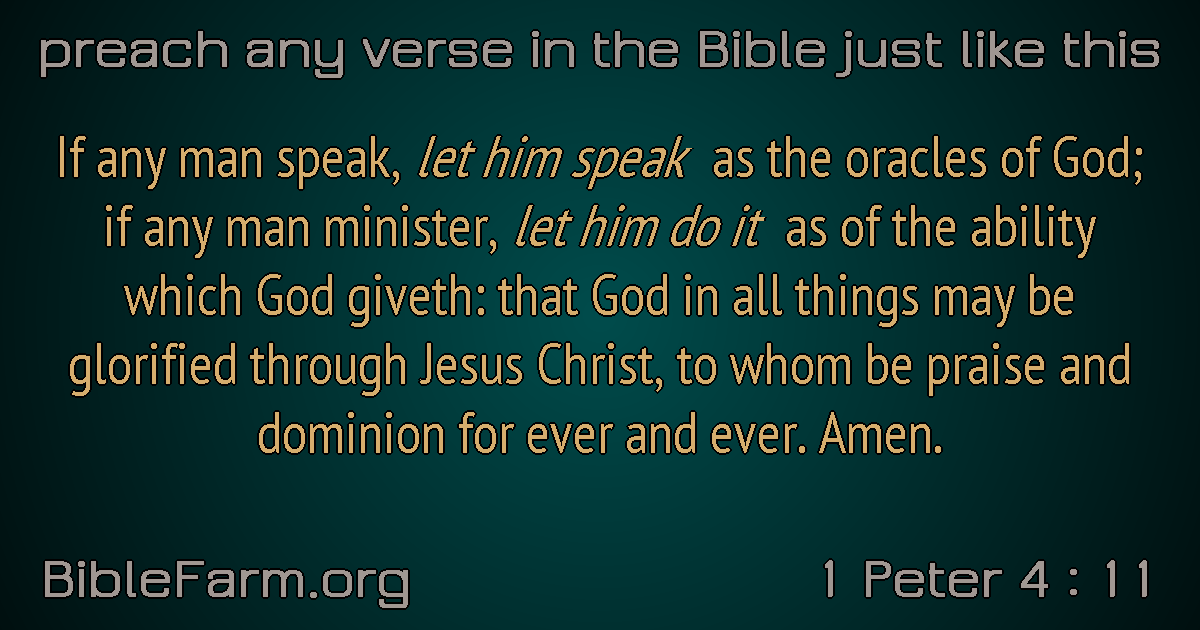 preach any verse in the Bible just like this
If any man speak, let him speak as the oracles of God;
if any man minister, let him do it as of the ability
which God giveth: that God in all things may be
glorified through Jesus Christ, to whom be praise and
dominion for ever and ever. Amen.
BibleFarm.org
1 Peter 4 : 11